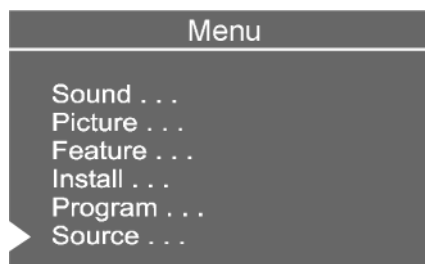 Menu
Sound . . .
Picture . . .
Feature . . .
Install . . .
Program . . .
Source . . .